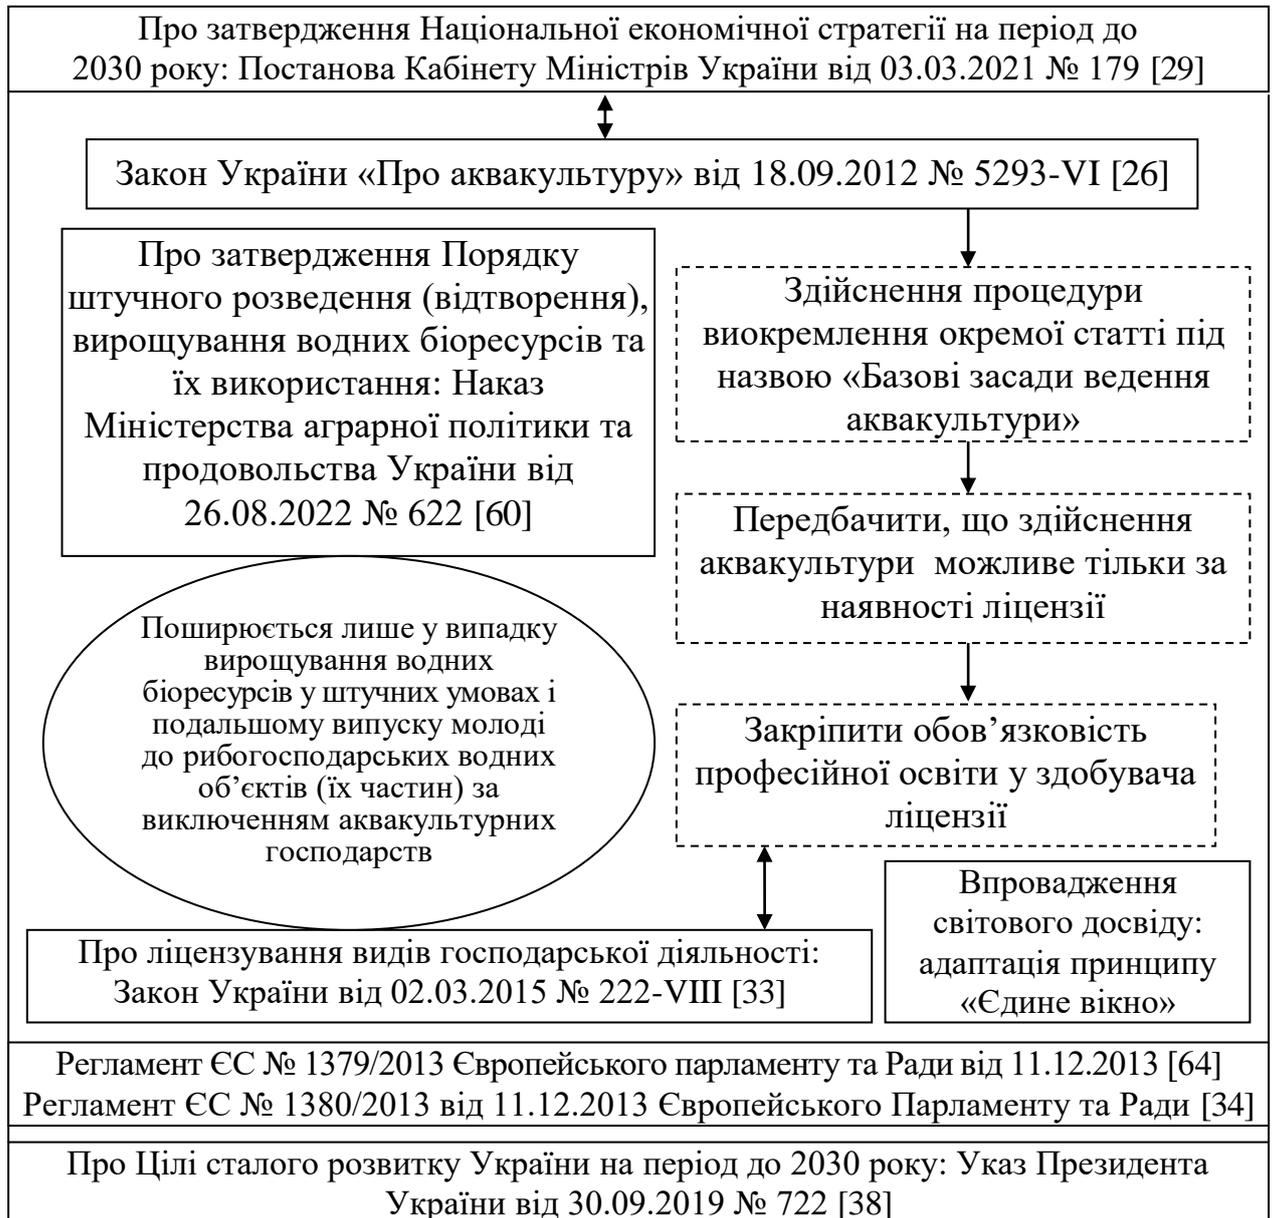 Про затвердження Національної економічної стратегії на період до
2030 року: Постанова Кабінету Міністрів України від 03.03.2021 № 179 [29]
Закон України «Про аквакультуру» від 18.09.2012 № 5293-VI [26]
Про затвердження Порядку
штучного розведення (відтворення),
вирощування водних біоресурсів та
їх використання: Наказ
Міністерства аграрної політики та
продовольства України від
26.08.2022 № 622 [60]
Здійснення процедури
виокремлення окремої статті під
назвою «Базові засади ведення
аквакультури»
Передбачити, що здійснення
аквакультури можливе тільки за
наявності ліцензії
Поширюється лише у випадку
вирощування водних
біоресурсів у штучних умовах і
подальшому випуску молоді
до рибогосподарських водних
об’єктів (їх частин) за
виключенням аквакультурних
господарств
Закріпити обов’язковість
професійної освіти у здобувача
ліцензії
Про ліцензування видів господарської діяльності:
Закон України від 02.03.2015 № 222-VIII [33]
Впровадження
світового досвіду:
адаптація принципу
«Єдине вікно»
Регламент ЄС № 1379/2013 Європейського парламенту та Ради від 11.12.2013 [64]
Регламент ЄС № 1380/2013 від 11.12.2013 Європейського Парламенту та Ради [34]
Про Цілі сталого розвитку України на період до 2030 року: Указ Президента
України від 30.09.2019 № 722 [38]